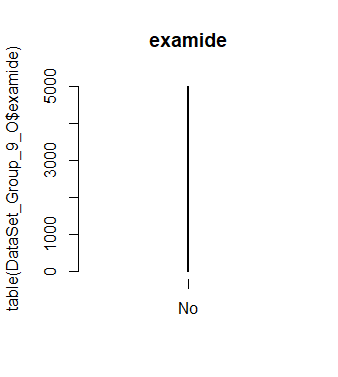 examide
table(DataSet_Group_9_O$examide)
5000
3000
1000
0
No